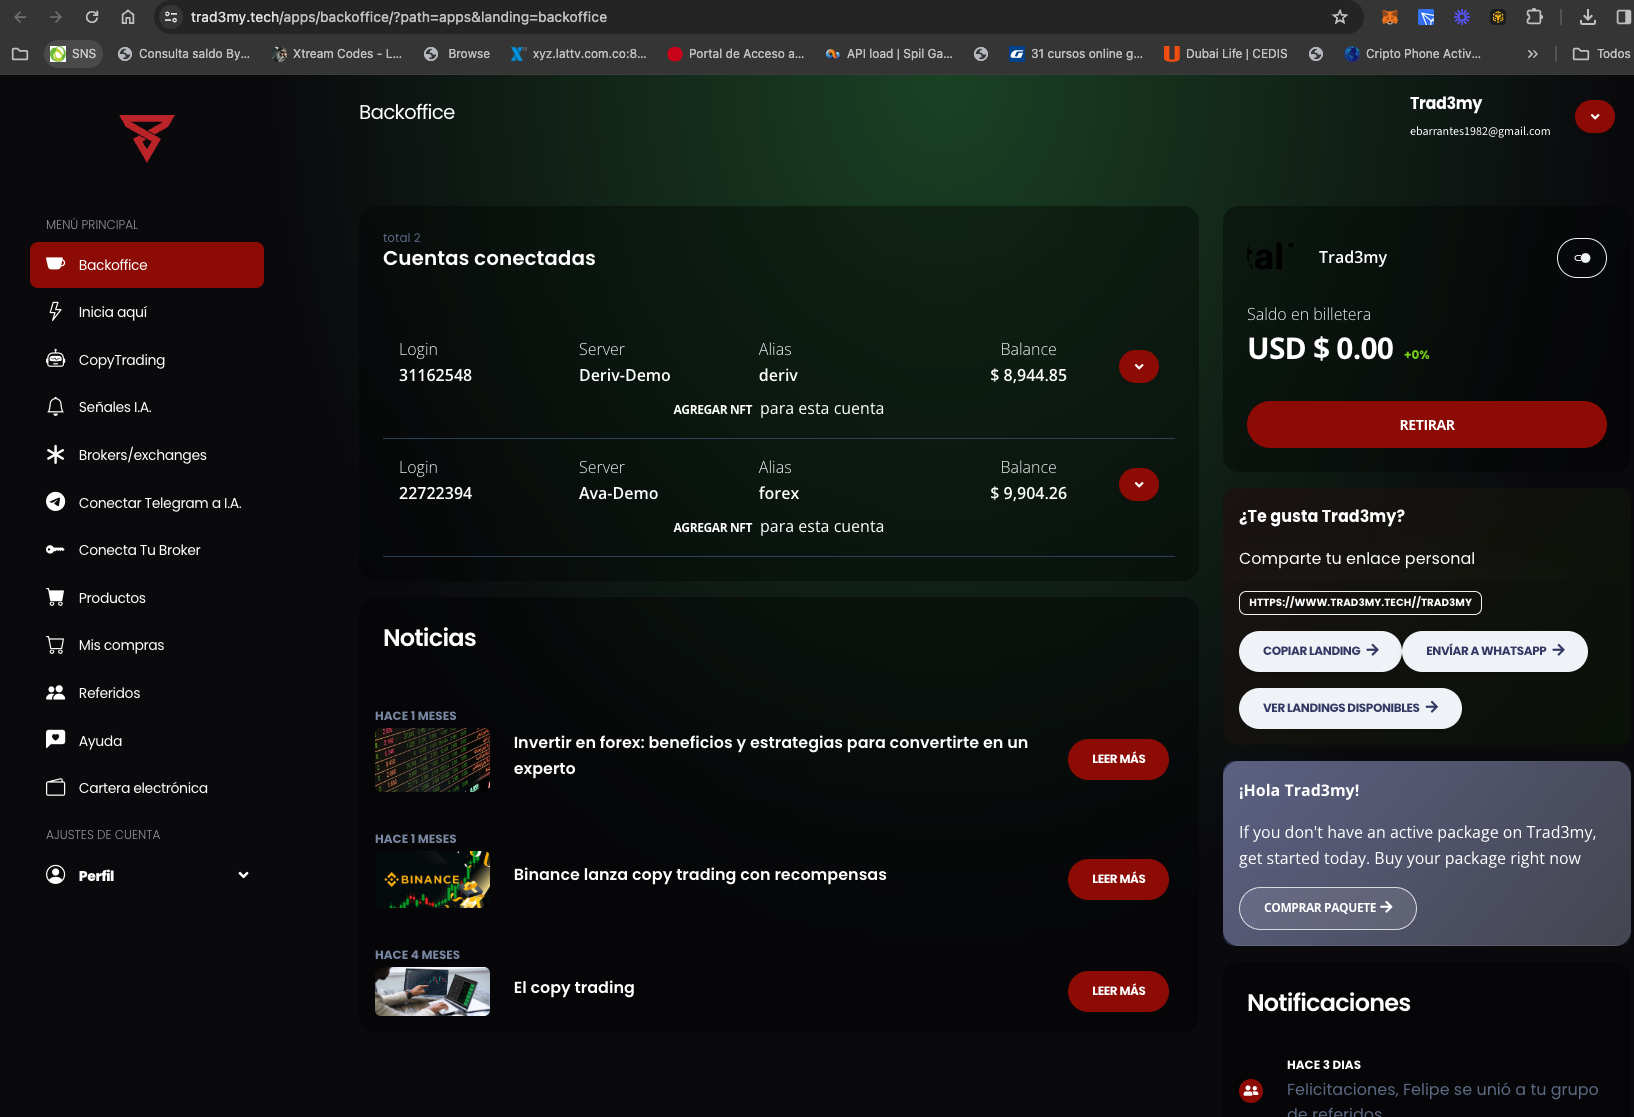 trad3my.tech/apps/backoffice/?path=apps&landing=backoffice
SNS
Consulta saldo By...
Xtream Codes - L...
Browse
xyz.lattv.com.co:8...
Portal de Acceso a...
API load | Spil Ga...
31 cursos online g...
Dubai Life | CEDIS
Cripto Phone Activ...
»
Todos
Backoffice
Trad3my
ebarrantes1982@gmail.com
MENÚ PRINCIPAL
Backoffice
Inicia aquí
CopyTrading
Señales I.A.
Brokers/exchanges
Conectar Telegram a I.A.
Conecta Tu Broker
Productos
Mis compras
Referidos
Ayuda
Cartera electrónica
AJUSTES DE CUENTA
Perfil
total 2
Cuentas conectadas
Login Server Alias Balance
31162548 Deriv-Demo deriv $ 8,944.85
AGREGAR NFT para esta cuenta
Login Server Alias Balance
22722394 Ava-Demo forex $ 9,904.26
AGREGAR NFT para esta cuenta
Noticias
HACE 1 MESES
Invertir en forex: beneficios y estrategias para convertirte en un
experto
LEER MÁS
HACE 1 MESES
BINANCE
Binance lanza copy trading con recompensas
LEER MÁS
HACE 4 MESES
El copy trading
LEER MÁS
Trad3my
Saldo en billetera
USD $ 0.00 +0%
RETIRAR
¿Te gusta Trad3my?
Comparte tu enlace personal
HTTPS://WWW.TRAD3MY.TECH//TRAD3MY
COPIAR LANDING
ENVÍAR A WHATSAPP
VER LANDINGS DISPONIBLES
¡Hola Trad3my!
If you don't have an active package on Trad3my,
get started today. Buy your package right now
COMPRAR PAQUETE
Notificaciones
HACE 3 DIAS
Felicitaciones, Felipe se unió a tu grupo
de referidos